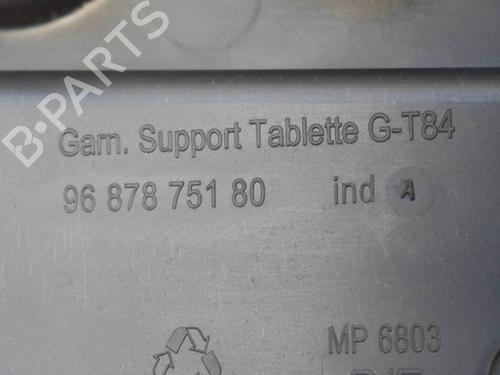 B-PARTS
Garn. Support Tablette G-T84
96 878 751 80 ind A
MP 6803